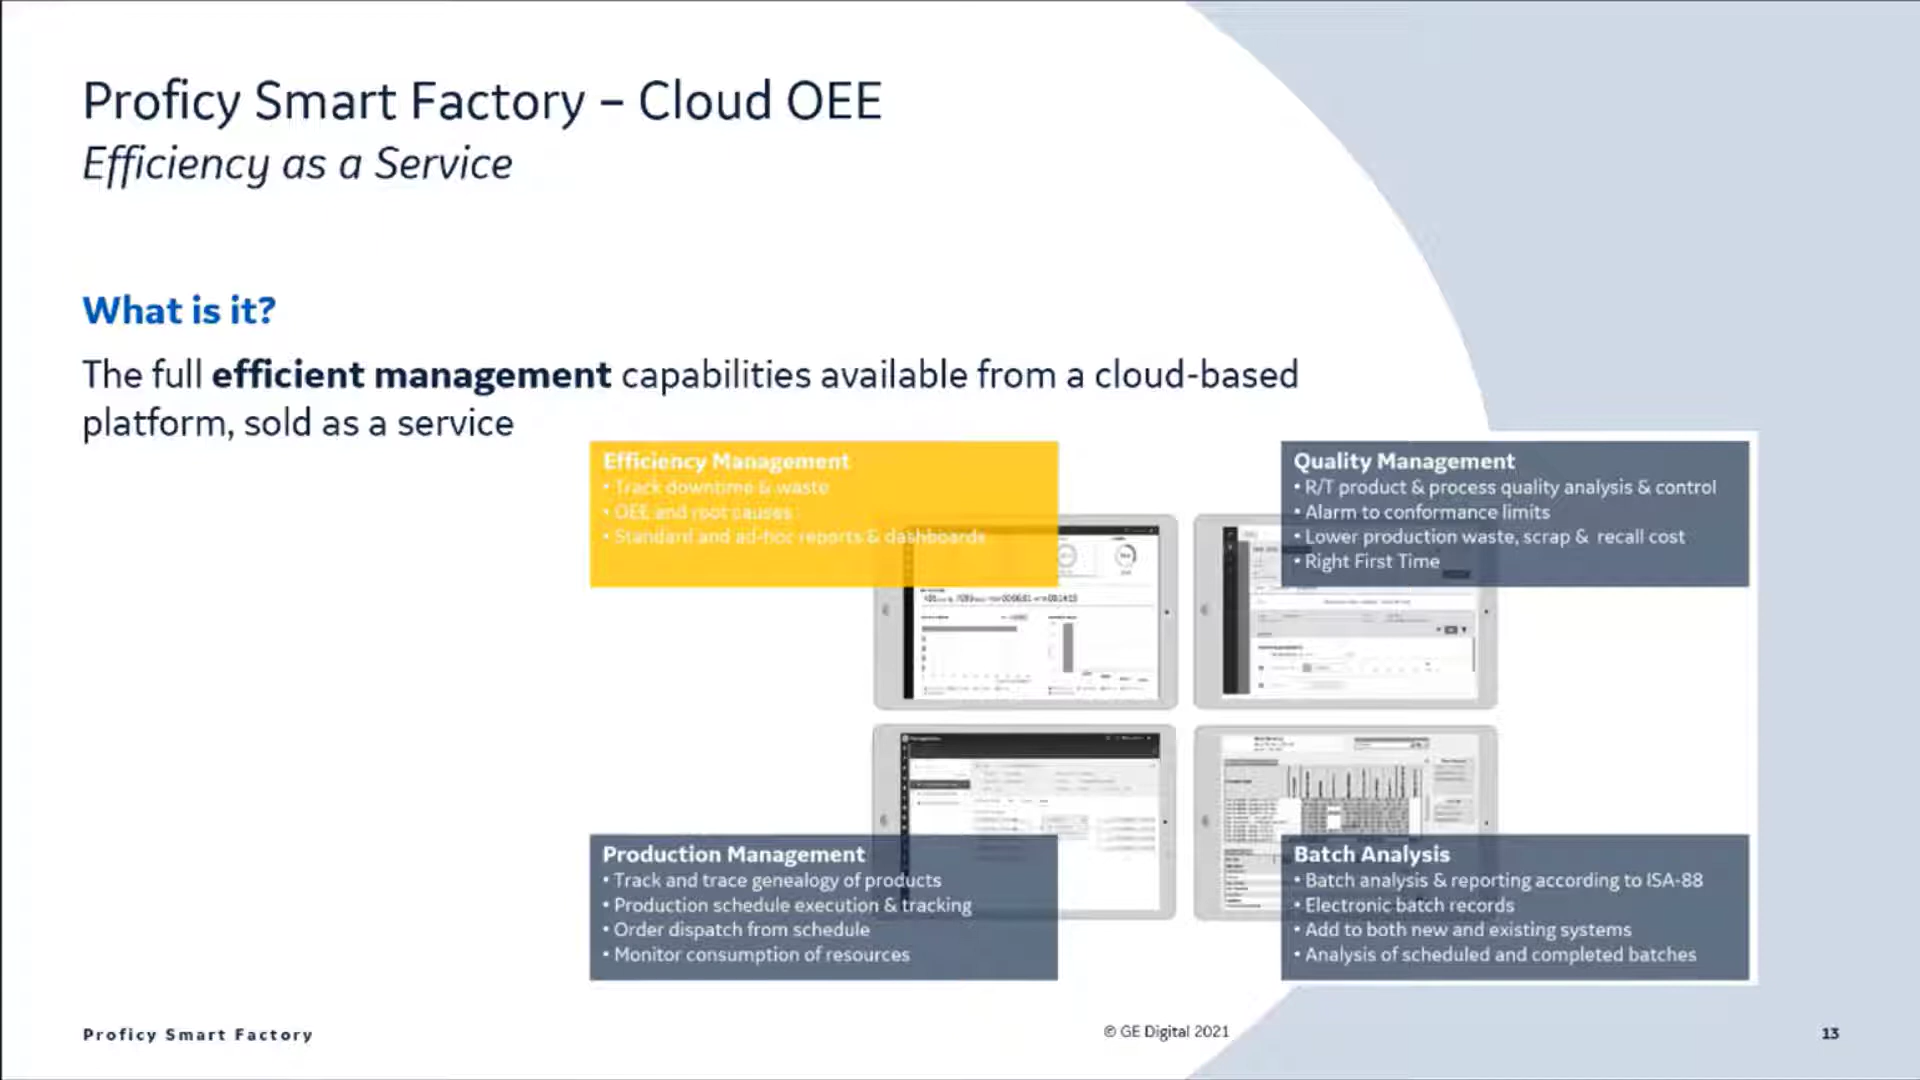 Proficy Smart Factory – Cloud OEE
Efficiency as a Service
What is it?
The full efficient management capabilities available from a cloud-based
platform, sold as a service
Efficiency Management
• Track downtime & waste
• OEE and root causes
• Standard and ad-hoc reports & dashboards
Quality Management
• R/T product & process quality analysis & control
• Alarm to conformance limits
• Lower production waste, scrap & recall cost
• Right First Time
Production Management
• Track and trace genealogy of products
• Production schedule execution & tracking
• Order dispatch from schedule
• Monitor consumption of resources
Batch Analysis
• Batch analysis & reporting according to ISA-88
• Electronic batch records
• Add to both new and existing systems
• Analysis of scheduled and completed batches
Proficy Smart Factory
© GE Digital 2021
13